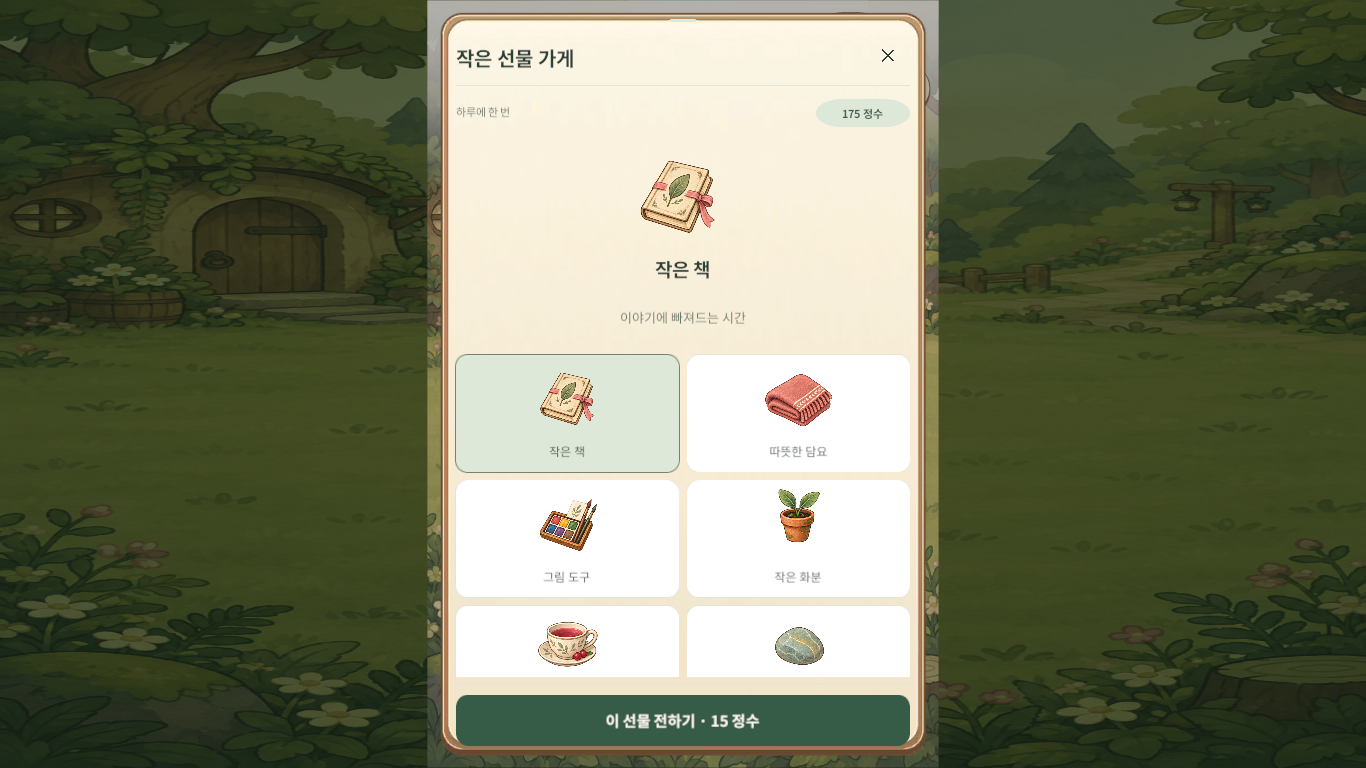 작은 선물 가게
하루에 한 번
175 정수
작은 책
이야기에 빠져드는 시간
작은 책
따뜻한 담요
그림 도구
작은 화분
이 선물 전하기 · 15 정수